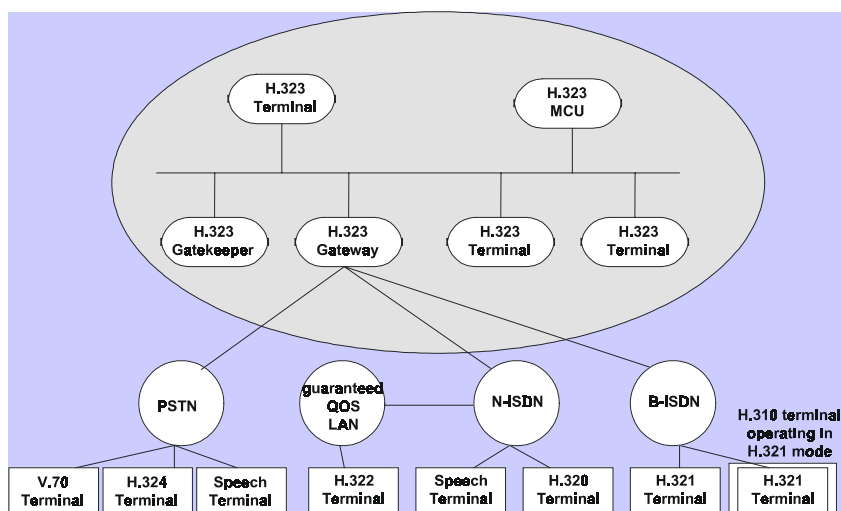 H.323
Terminal
H.323
MCU
H.323
Gatekeeper
H.323
Gateway
H.323
Terminal
H.323
Terminal
PSTN
guaranteed
QOS
LAN
N-ISDN
B-ISDN
H.310 terminal
operating in
H.321 mode
V.70
Terminal
H.324
Terminal
Speech
Terminal
H.322
Terminal
Speech
Terminal
H.320
Terminal
H.321
Terminal
H.321
Terminal